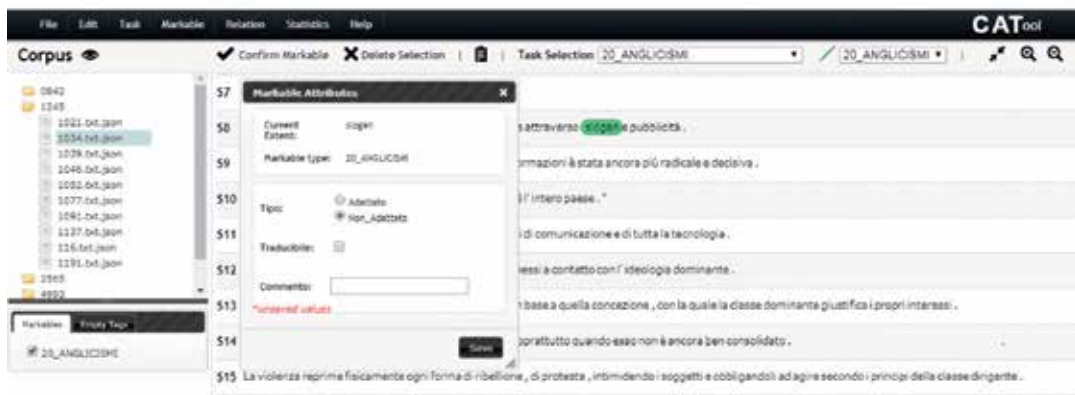 File Edit Task Markable Relation Statistics Help CATool
Corpus Confirm Markable Delete Selection | | Task Selection 20_ANGLICISMI 20_ANGLICISMI |
0842
1245
1021.txt.json
1034.txt.json
1039.txt.json
1046.txt.json
1052.txt.json
1077.txt.json
1091.txt.json
1137.txt.json
116.txt.json
1191.txt.json
2565
4992
Markables Empty Tags
20_ANGLICISMI
Markable Attributes
Current Extent: slogan
Markable type: 20_ANGLICISMI
Tipo: Adattato
Non_Adattato
Traducibile:
Commento:
*unsaved values
Save
S7
S8 attraverso slogan e pubblicità .
S9 ormazioni è stata ancora più radicale e decisiva .
S10 l' intero paese . "
S11 i di comunicazione e di tutta la tecnologia .
S12 messi a contatto con l' ideologia dominante .
S13 base a quella concezione , con la quale la classe dominante giustifica i propri interessi .
S14 oprattutto quando esso non è ancora ben consolidato .
S15 La violenza reprime fisicamente ogni forma di ribellione , di protesta , intimidendo i soggetti e obbligandoli ad agire secondo i principi della classe dirigente .